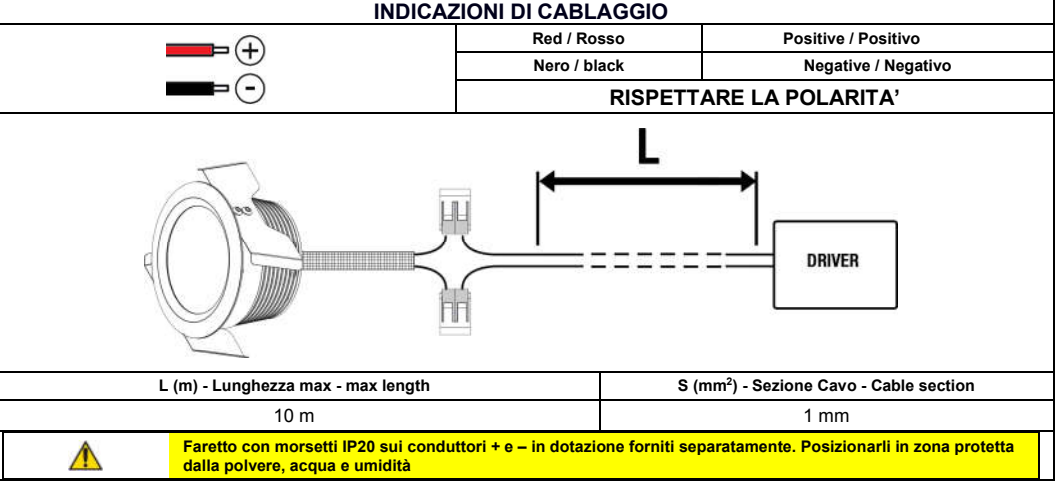 INDICAZIONI DI CABLAGGIO
+
Red / Rosso
Positive / Positivo
-
Nero / black
Negative / Negativo
RISPETTARE LA POLARITA’
L
DRIVER
L (m) - Lunghezza max - max length
S (mm²) - Sezione Cavo - Cable section
10 m
1 mm
Faretto con morsetti IP20 sui conduttori + e – in dotazione forniti separatamente. Posizionarli in zona protetta
dalla polvere, acqua e umidità